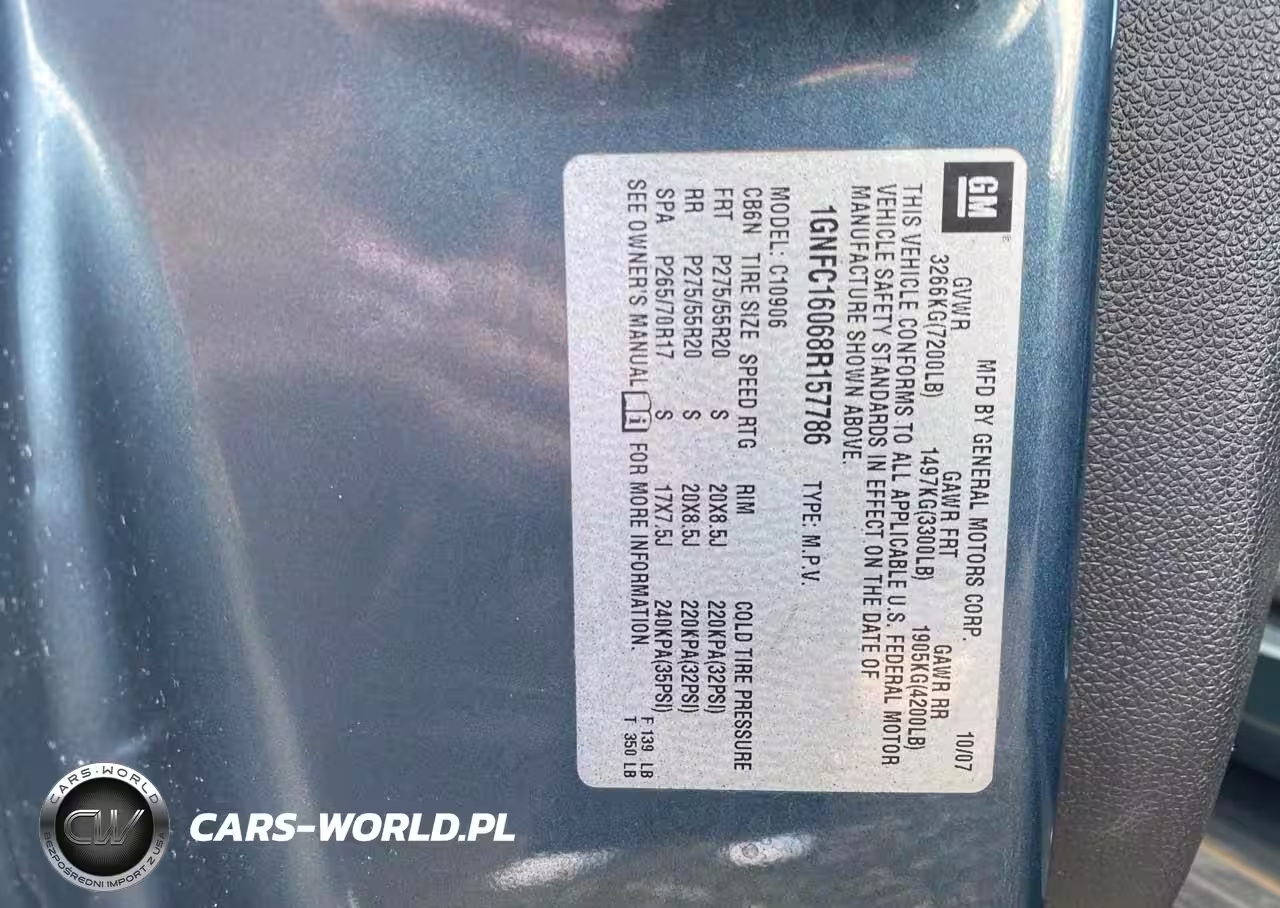 GM
MFD BY GENERAL MOTORS CORP. 10/07
GVWR GAWR FRT GAWR RR
3266KG(7200LB) 1497KG(3300LB) 1905KG(4200LB)
THIS VEHICLE CONFORMS TO ALL APPLICABLE U.S. FEDERAL MOTOR
VEHICLE SAFETY STANDARDS IN EFFECT ON THE DATE OF
MANUFACTURE SHOWN ABOVE.
1GNFC16068R157786 TYPE: M.P.V.
MODEL: C10906
CB6N TIRE SIZE SPEED RTG RIM COLD TIRE PRESSURE
FRT P275/55R20 S 20X8.5J 220KPA(32PSI)
RR P275/55R20 S 20X8.5J 220KPA(32PSI)
SPA P265/70R17 S 17X7.5J 240KPA(35PSI)
SEE OWNER'S MANUAL i FOR MORE INFORMATION.
F 139 LB
T 350 LB
CARS-WORLD
CW
BEZPOŚREDNI IMPORT Z USA
CARS-WORLD.PL